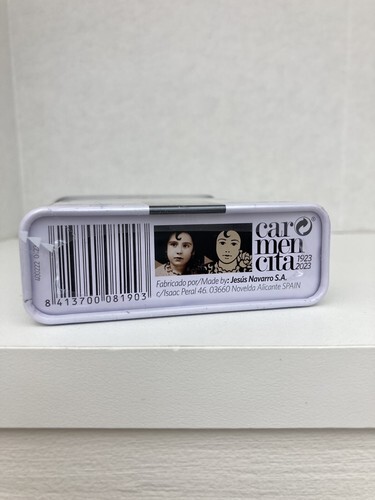 car
men
cita
1923
2023
Fabricado por/Made by: Jesús Navarro S.A.
c/Isaac Peral 46. 03660 Novelda Alicante SPAIN
8 413700 081903